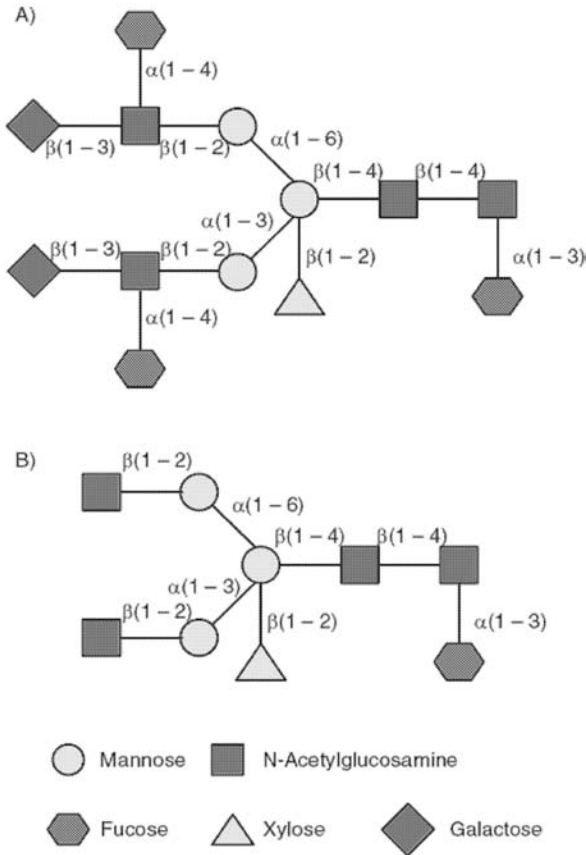 A)
α(1 – 4)
β(1 – 3) β(1 – 2) α(1 – 6)
β(1 – 4) β(1 – 4)
α(1 – 3)
β(1 – 3) β(1 – 2) β(1 – 2) α(1 – 3)
α(1 – 4)
B)
β(1 – 2)
α(1 – 6)
β(1 – 4) β(1 – 4)
α(1 – 3)
β(1 – 2) β(1 – 2) α(1 – 3)
Mannose N-Acetylglucosamine
Fucose Xylose Galactose